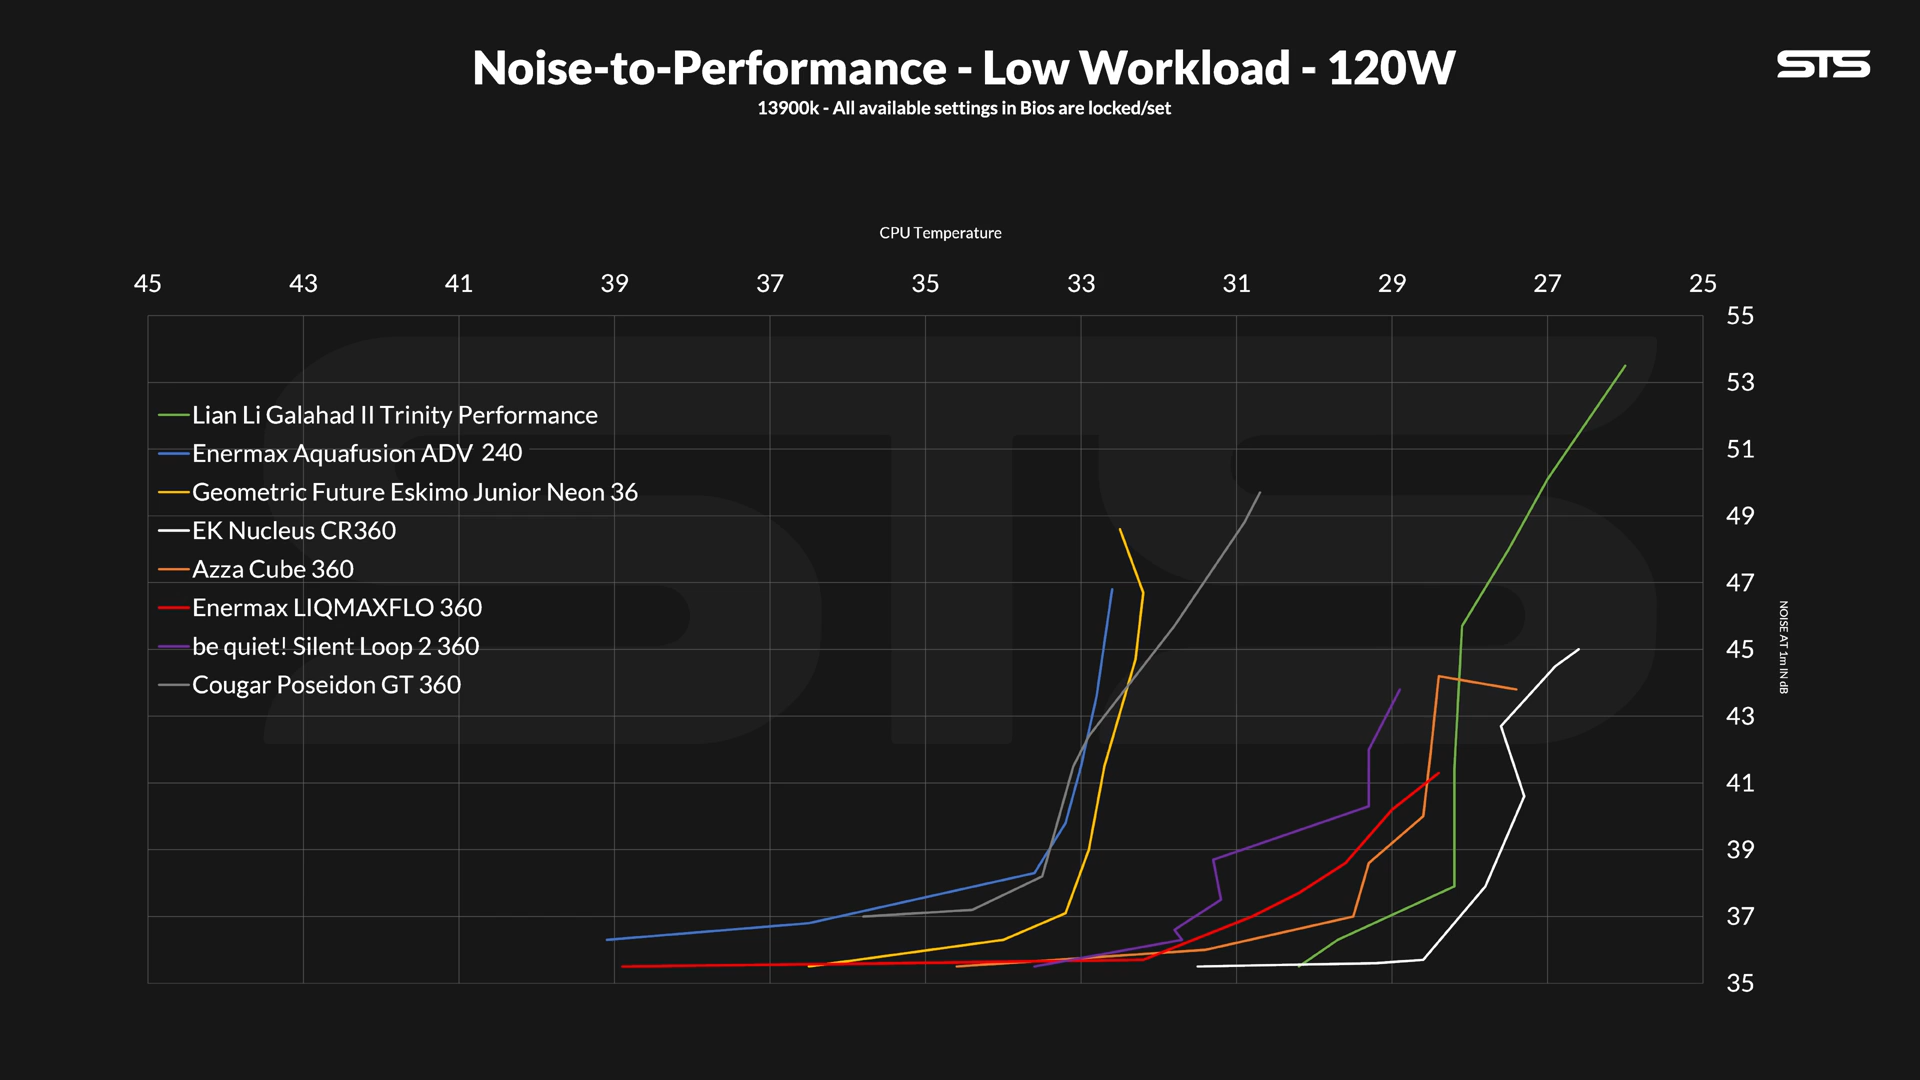 Noise-to-Performance - Low Workload - 120W
STS
13900k - All available settings in Bios are locked/set
CPU Temperature
45 43 41 39 37 35 33 31 29 27 25
55
53
51
49
47
45
43
41
39
37
35
NOISE AT 1m IN dB
Lian Li Galahad II Trinity Performance
Enermax Aquafusion ADV 240
Geometric Future Eskimo Junior Neon 36
EK Nucleus CR360
Azza Cube 360
Enermax LIQMAXFLO 360
be quiet! Silent Loop 2 360
Cougar Poseidon GT 360
STS